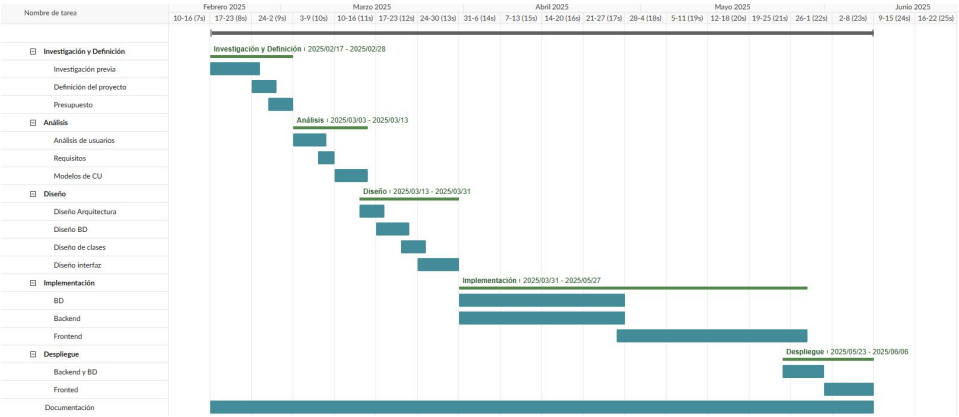 Nombre de tarea
Febrero 2025 Marzo 2025 Abril 2025 Mayo 2025 Junio 2025
10-16 (7s) 17-23 (8s) 24-2 (9s) 3-9 (10s) 10-16 (11s) 17-23 (12s) 24-30 (13s) 31-6 (14s) 7-13 (15s) 14-20 (16s) 21-27 (17s) 28-4 (18s) 5-11 (19s) 12-18 (20s) 19-25 (21s) 26-1 (22s) 2-8 (23s) 9-15 (24s) 16-22 (25s)
Investigación y Definición Investigación y Definición : 2025/02/17 - 2025/02/28
Investigación previa
Definición del proyecto
Presupuesto
Análisis Análisis : 2025/03/03 - 2025/03/13
Análisis de usuarios
Requisitos
Modelos de CU
Diseño Diseño : 2025/03/13 - 2025/03/31
Diseño Arquitectura
Diseño BD
Diseño de clases
Diseño interfaz
Implementación Implementación : 2025/03/31 - 2025/05/27
BD
Backend
Frontend
Despliegue Despliegue : 2025/05/23 - 2025/06/06
Backend y BD
Fronted
Documentación